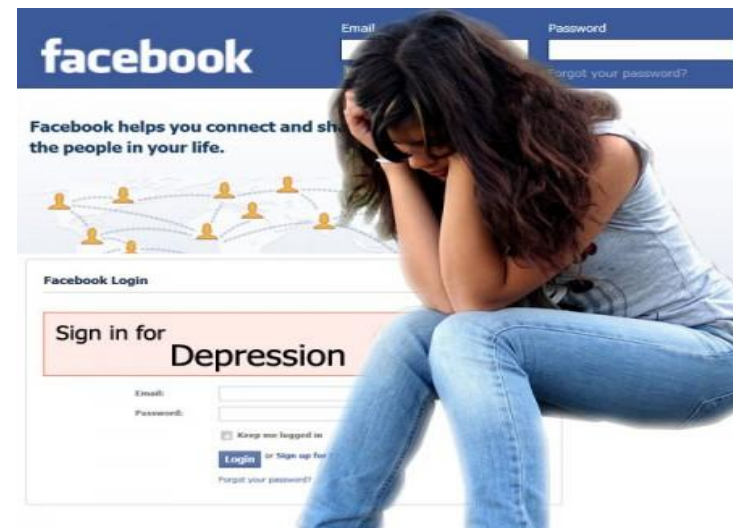 Email
Password
facebook
Forgot your password?
Facebook helps you connect and
the people in your life.
Facebook Login
Sign in for
Depression
Email:
Password:
Keep me logged in
Login or Sign up for
Forgot your password?